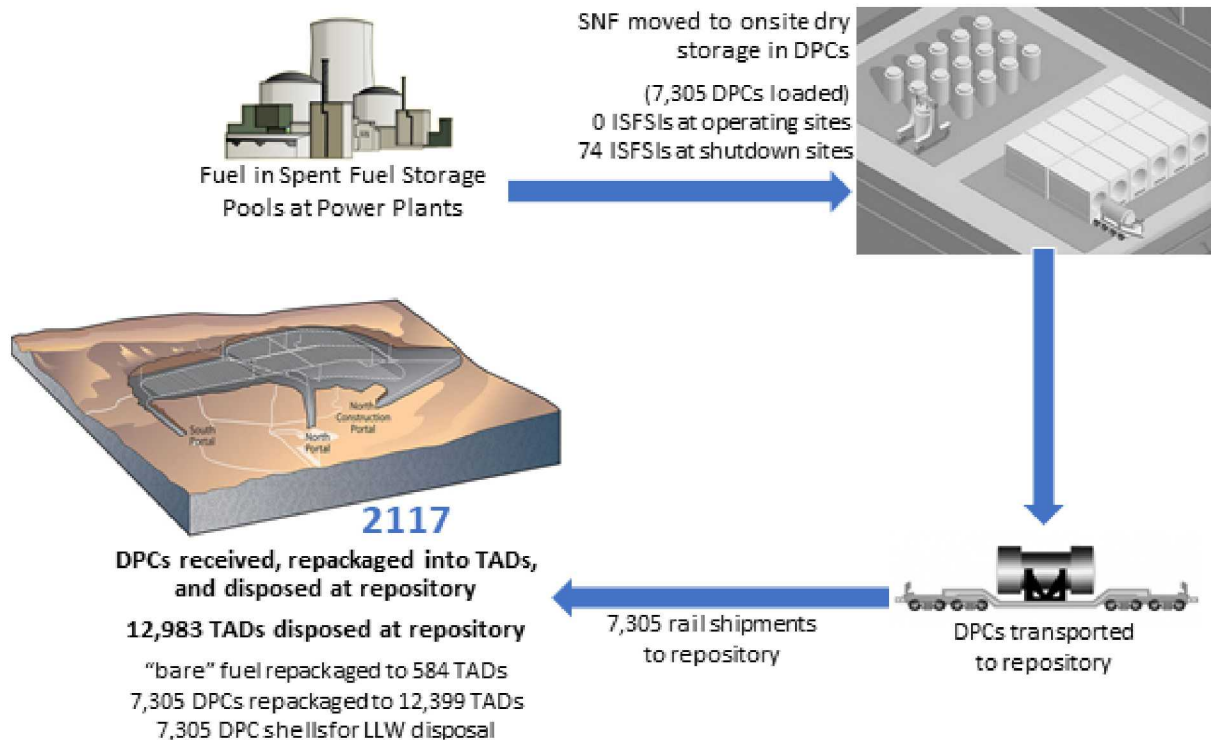 Fuel in Spent Fuel Storage
Pools at Power Plants
SNF moved to onsite dry
storage in DPCs
(7,305 DPCs loaded)
0 ISFSIs at operating sites
74 ISFSIs at shutdown sites
South
Portal
North
Portal
North
Construction
Portal
2117
DPCs received, repackaged into TADs,
and disposed at repository
12,983 TADs disposed at repository
"bare" fuel repackaged to 584 TADs
7,305 DPCs repackaged to 12,399 TADs
7,305 DPC shellsfor LLW disposal
7,305 rail shipments
to repository
DPCs transported
to repository